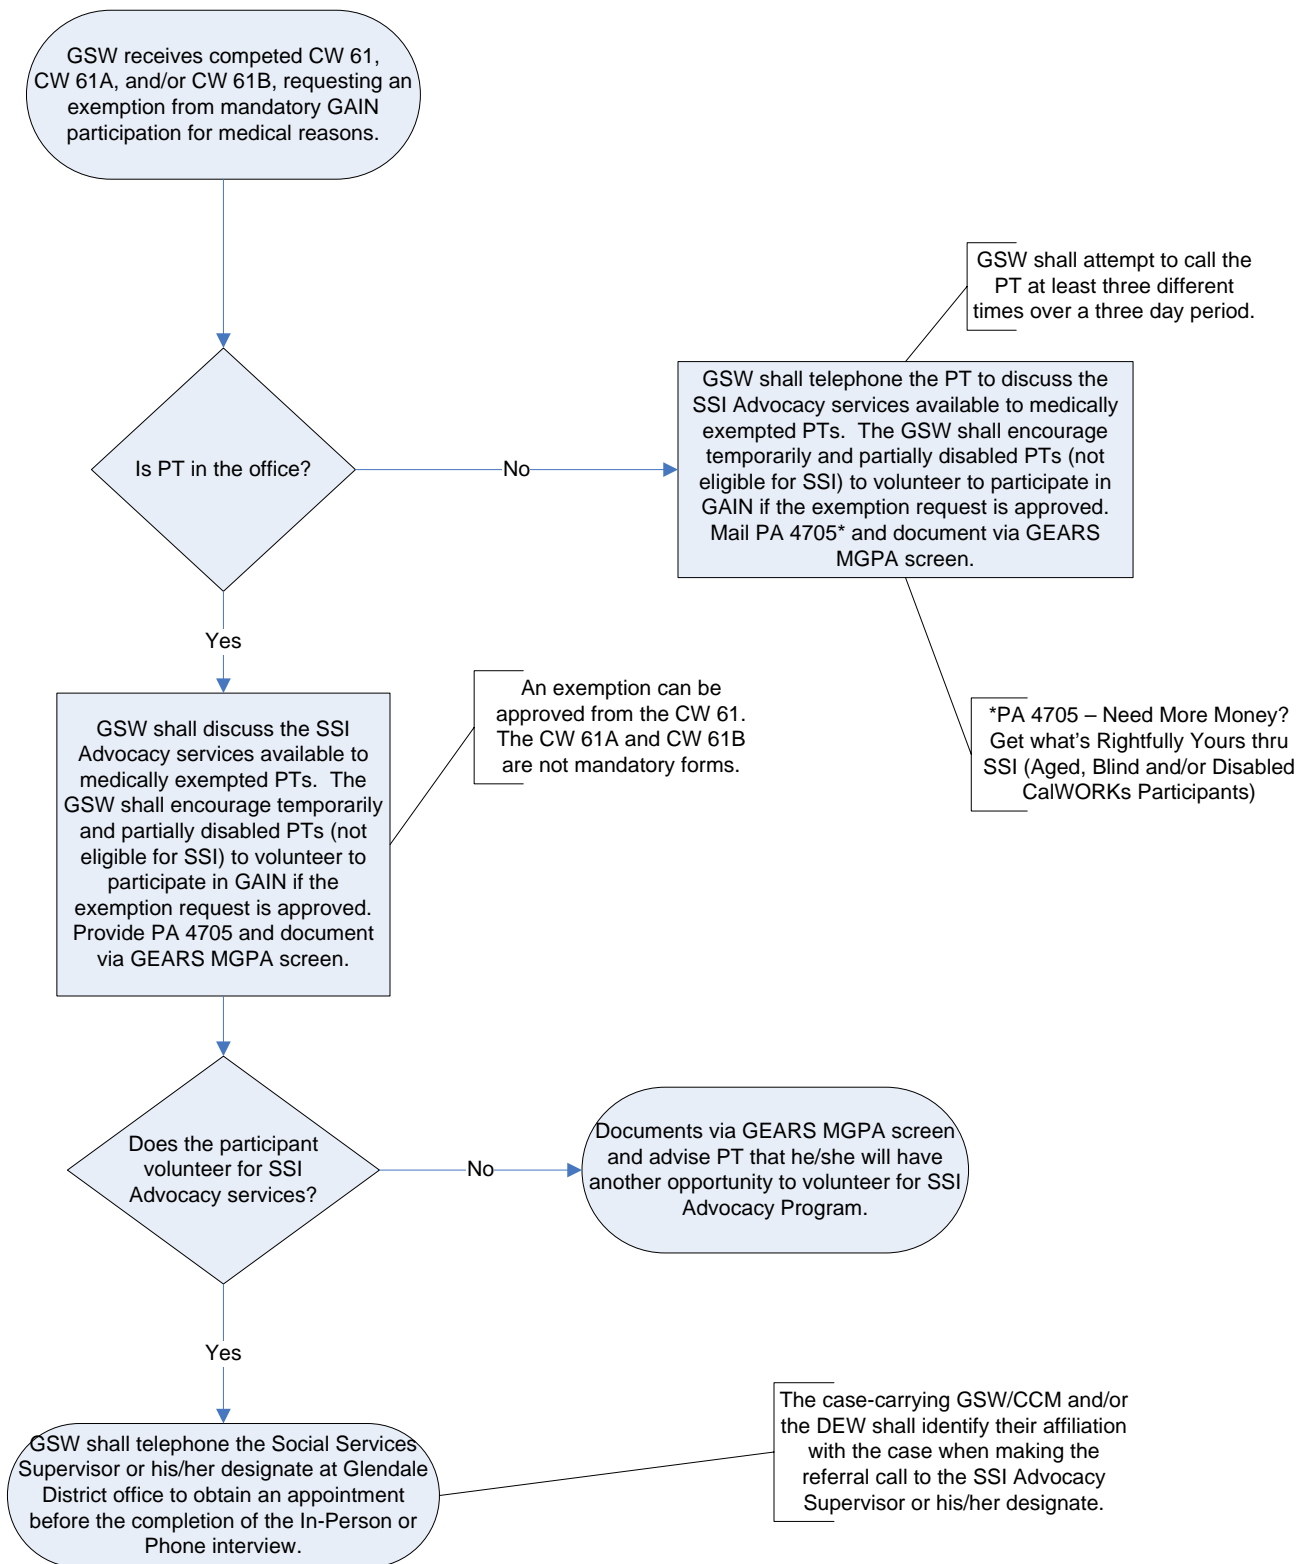 GSW receives competed CW 61,
CW 61A, and/or CW 61B, requesting an
exemption from mandatory GAIN
participation for medical reasons.
GSW shall attempt to call the
PT at least three different
times over a three day period.
Is PT in the office?
No
GSW shall telephone the PT to discuss the
SSI Advocacy services available to medically
exempted PTs.  The GSW shall encourage
temporarily and partially disabled PTs (not
eligible for SSI) to volunteer to participate in
GAIN if the exemption request is approved.
Mail PA 4705* and document via GEARS
MGPA screen.
Yes
An exemption can be
approved from the CW 61.
The CW 61A and CW 61B
are not mandatory forms.
*PA 4705 – Need More Money?
Get what’s Rightfully Yours thru
SSI (Aged, Blind and/or Disabled
CalWORKs Participants)
GSW shall discuss the SSI
Advocacy services available to
medically exempted PTs.  The
GSW shall encourage temporarily
and partially disabled PTs (not
eligible for SSI) to volunteer to
participate in GAIN if the
exemption request is approved.
Provide PA 4705 and document
via GEARS MGPA screen.
Does the participant
volunteer for SSI
Advocacy services?
No
Documents via GEARS MGPA screen
and advise PT that he/she will have
another opportunity to volunteer for SSI
Advocacy Program.
Yes
GSW shall telephone the Social Services
Supervisor or his/her designate at Glendale
District office to obtain an appointment
before the completion of the In-Person or
Phone interview.
The case-carrying GSW/CCM and/or
the DEW shall identify their affiliation
with the case when making the
referral call to the SSI Advocacy
Supervisor or his/her designate.